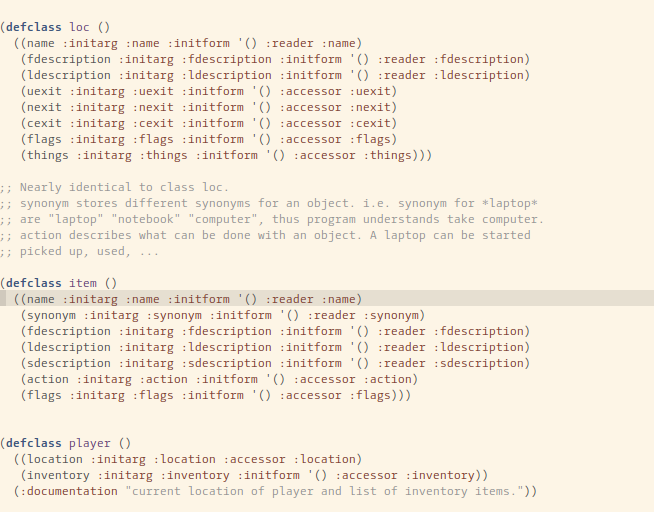 (defclass loc ()
  ((name :initarg :name :initform '() :reader :name)
   (fdescription :initarg :fdescription :initform '() :reader :fdescription)
   (ldescription :initarg :ldescription :initform '() :reader :ldescription)
   (uexit :initarg :uexit :initform '() :accessor :uexit)
   (nexit :initarg :nexit :initform '() :accessor :nexit)
   (cexit :initarg :cexit :initform '() :accessor :cexit)
   (flags :initarg :flags :initform '() :accessor :flags)
   (things :initarg :things :initform '() :accessor :things)))

;; Nearly identical to class loc.
;; synonym stores different synonyms for an object. i.e. synonym for *laptop*
;; are "laptop" "notebook" "computer", thus program understands take computer.
;; action describes what can be done with an object. A laptop can be started
;; picked up, used, ...

(defclass item ()
  ((name :initarg :name :initform '() :reader :name)
   (synonym :initarg :synonym :initform '() :reader :synonym)
   (fdescription :initarg :fdescription :initform '() :reader :fdescription)
   (ldescription :initarg :ldescription :initform '() :reader :ldescription)
   (sdescription :initarg :sdescription :initform '() :reader :sdescription)
   (action :initarg :action :initform '() :accessor :action)
   (flags :initarg :flags :initform '() :accessor :flags)))

(defclass player ()
  ((location :initarg :location :accessor :location)
   (inventory :initarg :inventory :initform '() :accessor :inventory))
  (:documentation "current location of player and list of inventory items."))